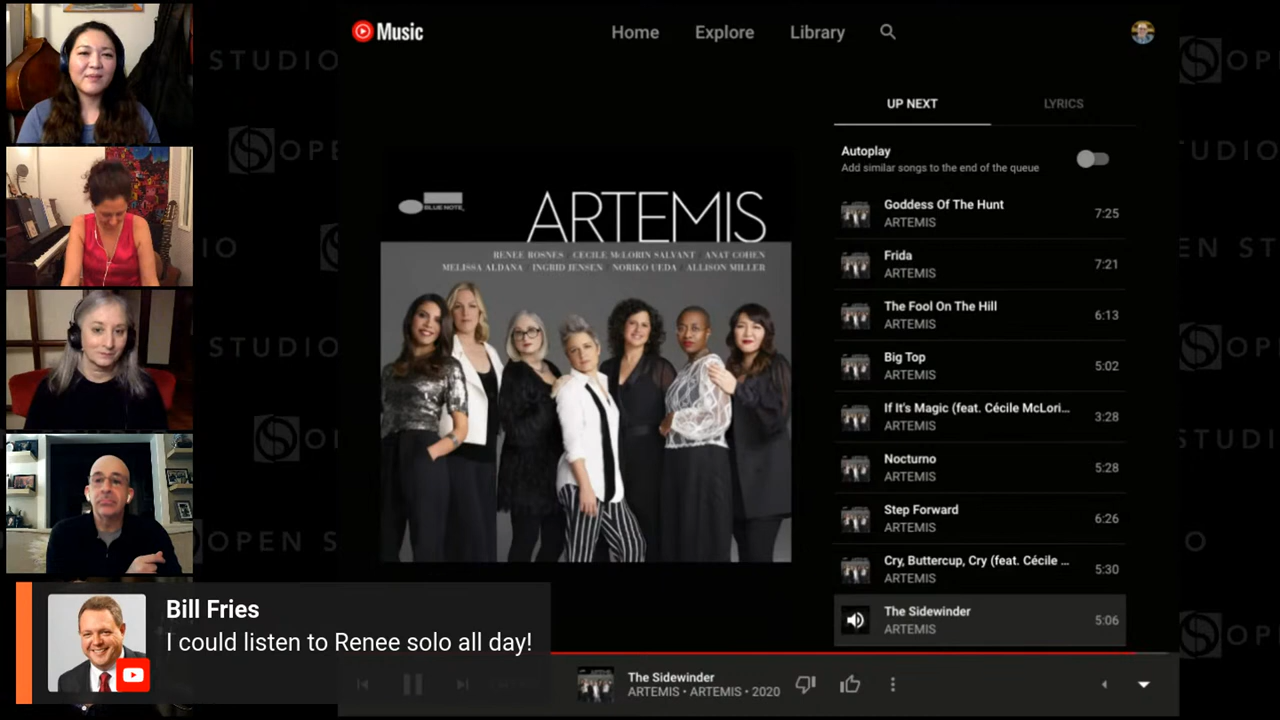 Music
Home
Explore
Library
UP NEXT
LYRICS
Autoplay
Add similar songs to the end of the queue
BLUE NOTE
ARTEMIS
RENEE ROSNES / CECILE McLORIN SALVANT / ANAT COHEN
MELISSA ALDANA / INGRID JENSEN / NORIKO UEDA / ALLISON MILLER
Goddess Of The Hunt
ARTEMIS
7:25
Frida
ARTEMIS
7:21
The Fool On The Hill
ARTEMIS
6:13
Big Top
ARTEMIS
5:02
If It's Magic (feat. Cécile McLori...
ARTEMIS
3:28
Nocturno
ARTEMIS
5:28
Step Forward
ARTEMIS
6:26
Cry, Buttercup, Cry (feat. Cécile ...
ARTEMIS
5:30
The Sidewinder
ARTEMIS
5:06
Bill Fries
I could listen to Renee solo all day!
The Sidewinder
ARTEMIS • ARTEMIS • 2020
STUDIO
OPEN S